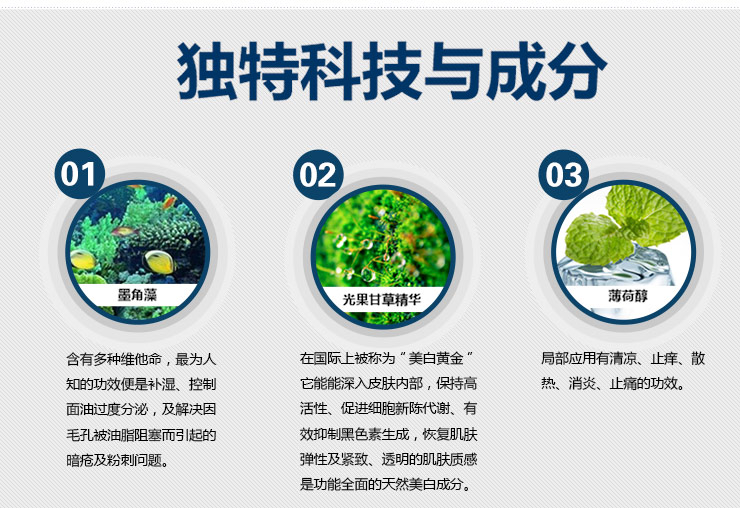 独特科技与成分
01
墨角藻
含有多种维他命，最为人
知的功效便是补湿、控制
面油过度分泌，及解决因
毛孔被油脂阻塞而引起的
暗疮及粉刺问题。
02
光果甘草精华
在国际上被称为“美白黄金”
它能能深入皮肤内部，保持高
活性、促进细胞新陈代谢、有
效抑制黑色素生成，恢复肌肤
弹性及紧致、透明的肌肤质感
是功能全面的天然美白成分。
03
薄荷醇
局部应用有清凉、止痒、散
热、消炎、止痛的功效。